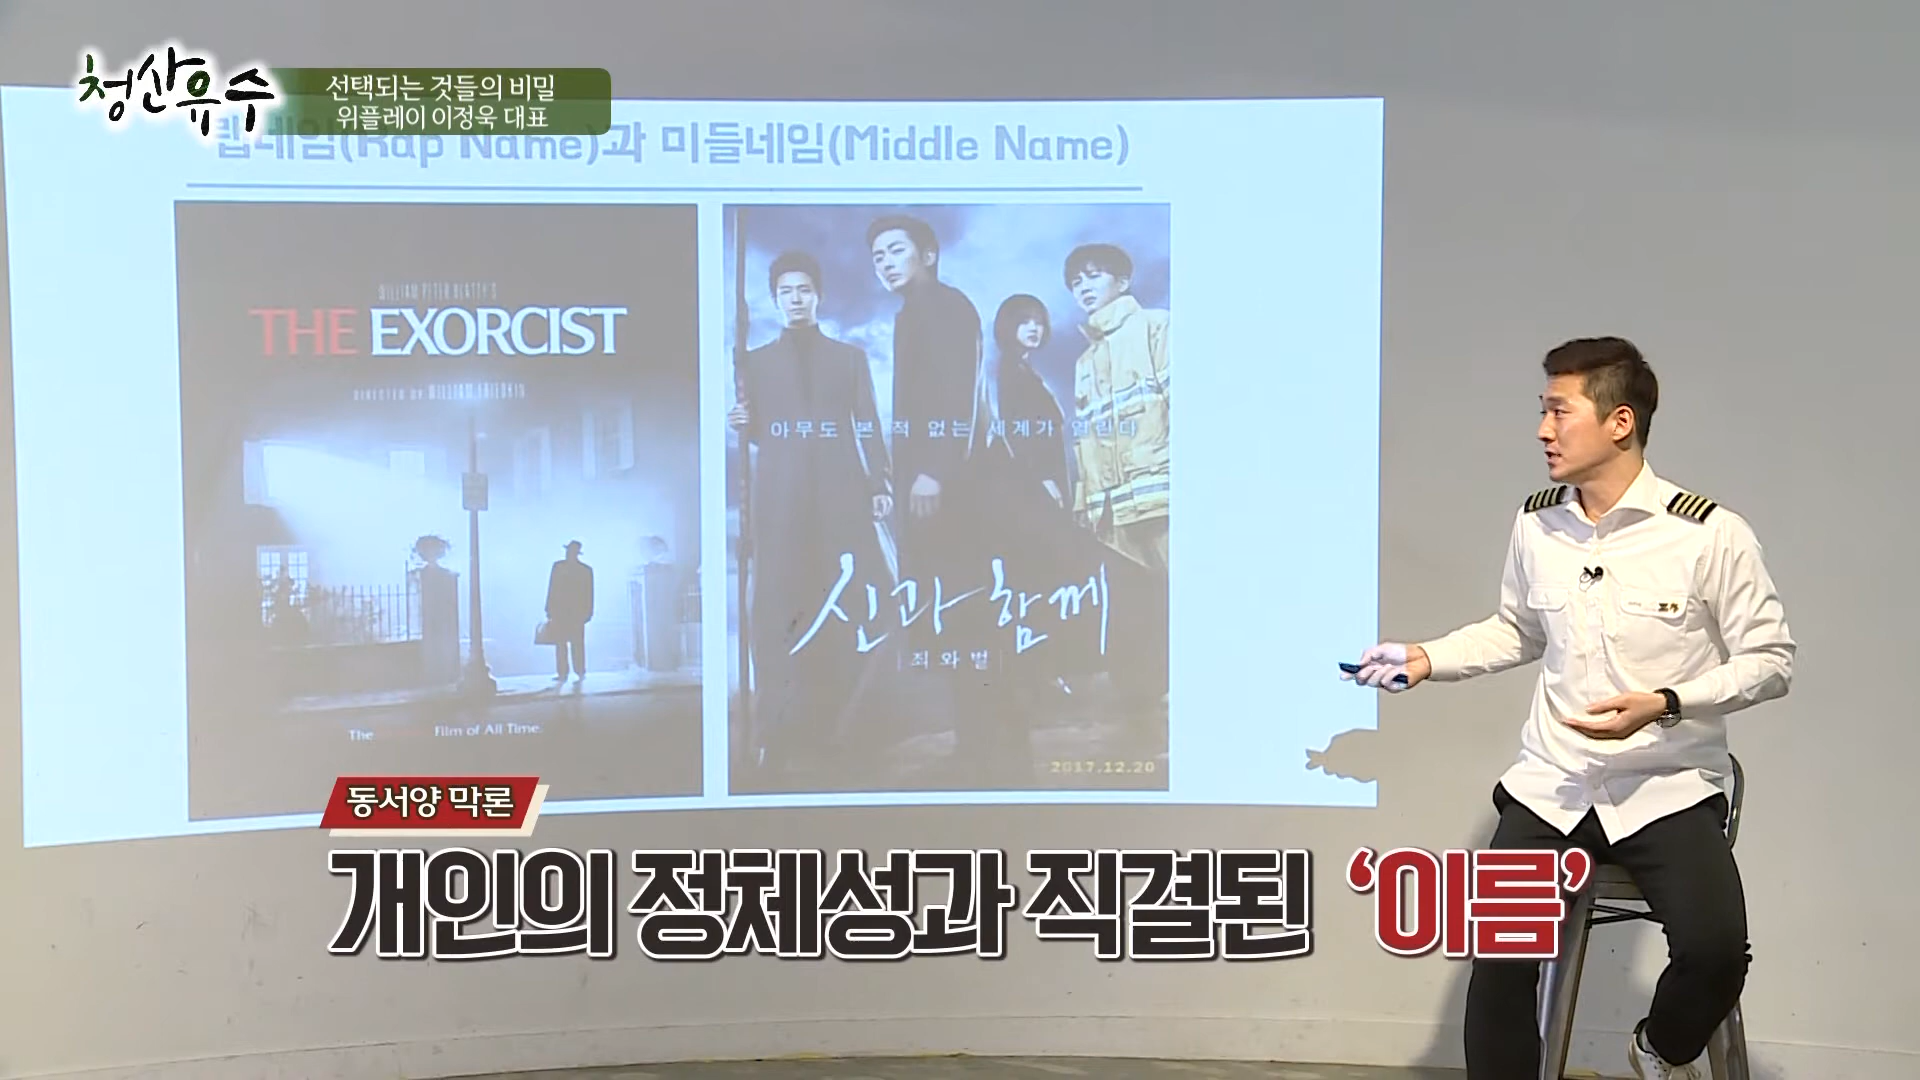 청산유수
선택되는 것들의 비밀
위플레이 이정욱 대표
랩네임(Rap Name)과 미들네임(Middle Name)
WILLIAM PETER BLATTY'S
THE EXORCIST
DIRECTED BY WILLIAM FRIEDKIN
The Film of All Time.
아무도 본 적 없는 세계가 열린다
신과함께
죄와 벌
2017.12.20
동서양 막론
개인의 정체성과 직결된 ‘이름’